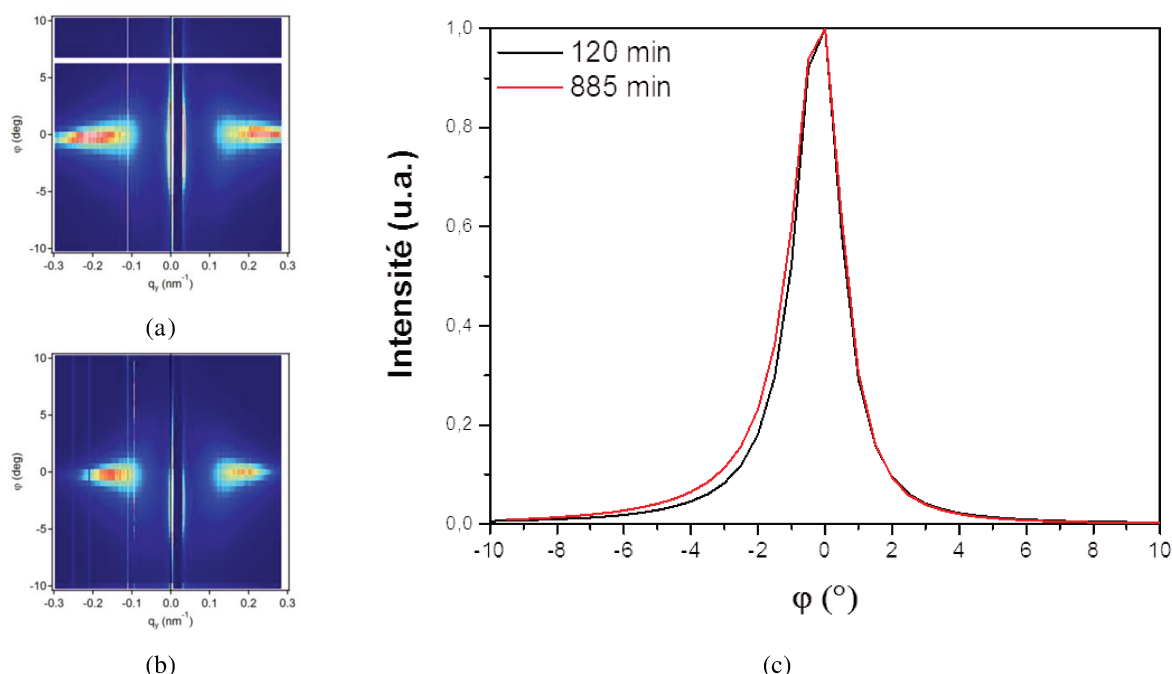 10
5
0
-5
-10
φ (deg)
-0.3 -0.2 -0.1 0.0 0.1 0.2 0.3
q_y (nm⁻¹)
(a)
10
5
0
-5
-10
φ (deg)
-0.3 -0.2 -0.1 0.0 0.1 0.2 0.3
q_y (nm⁻¹)
(b)
120 min
885 min
1,0
0,8
0,6
0,4
0,2
0,0
Intensité (u.a.)
-10 -8 -6 -4 -2 0 2 4 6 8 10
φ (°)
(c)